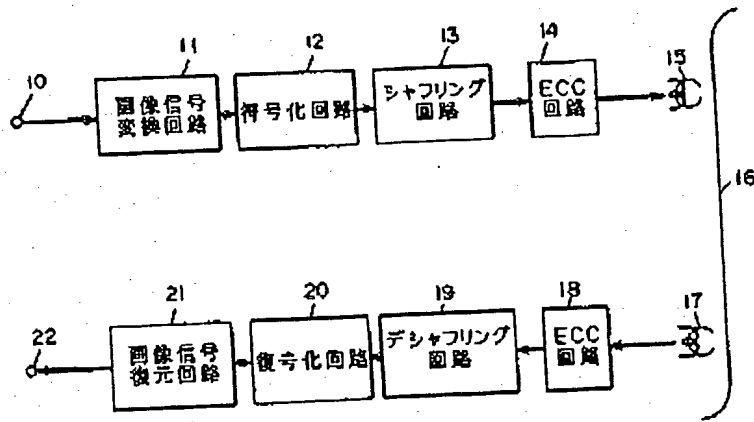 10
11
12
13
14
15
16
画像信号
変換回路
符号化回路
シャフリング
回路
ECC
回路
17
18
19
20
21
22
画像信号
復元回路
復号化回路
デシャフリング
回路
ECC
回路